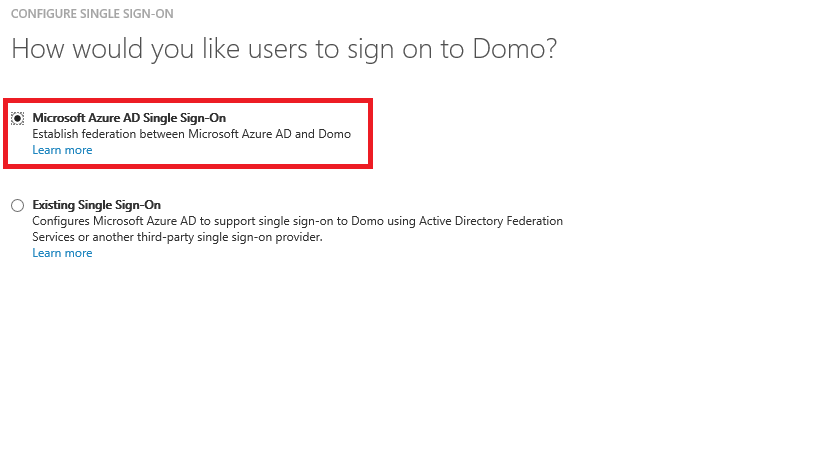 CONFIGURE SINGLE SIGN-ON
How would you like users to sign on to Domo?
Microsoft Azure AD Single Sign-On
Establish federation between Microsoft Azure AD and Domo
Learn more
Existing Single Sign-On
Configures Microsoft Azure AD to support single sign-on to Domo using Active Directory Federation
Services or another third-party single sign-on provider.
Learn more